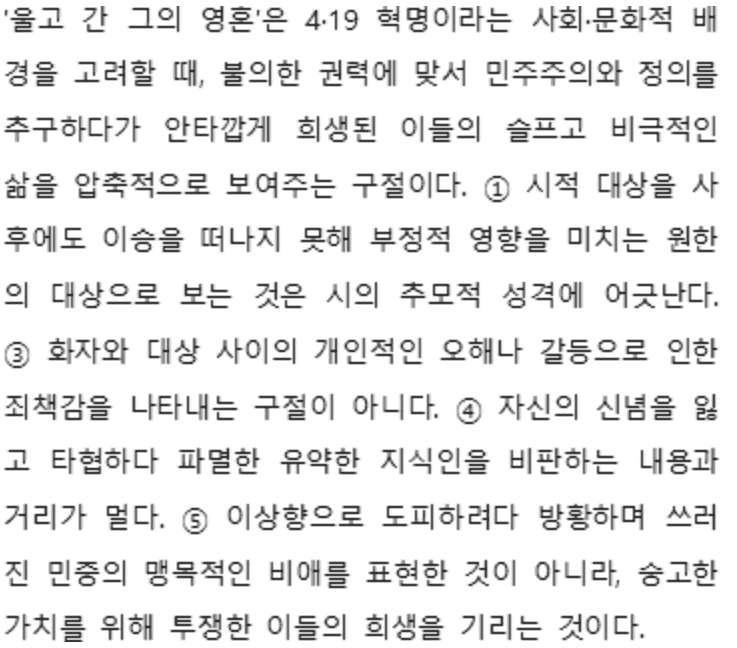 '울고 간 그의 영혼'은 4·19 혁명이라는 사회·문화적 배
경을 고려할 때, 불의한 권력에 맞서 민주주의와 정의를
추구하다가 안타깝게 희생된 이들의 슬프고 비극적인
삶을 압축적으로 보여주는 구절이다. ① 시적 대상을 사
후에도 이승을 떠나지 못해 부정적 영향을 미치는 원한
의 대상으로 보는 것은 시의 추모적 성격에 어긋난다.
③ 화자와 대상 사이의 개인적인 오해나 갈등으로 인한
죄책감을 나타내는 구절이 아니다. ④ 자신의 신념을 잃
고 타협하다 파멸한 유약한 지식인을 비판하는 내용과
거리가 멀다. ⑤ 이상향으로 도피하려다 방황하며 쓰러
진 민중의 맹목적인 비애를 표현한 것이 아니라, 숭고한
가치를 위해 투쟁한 이들의 희생을 기리는 것이다.